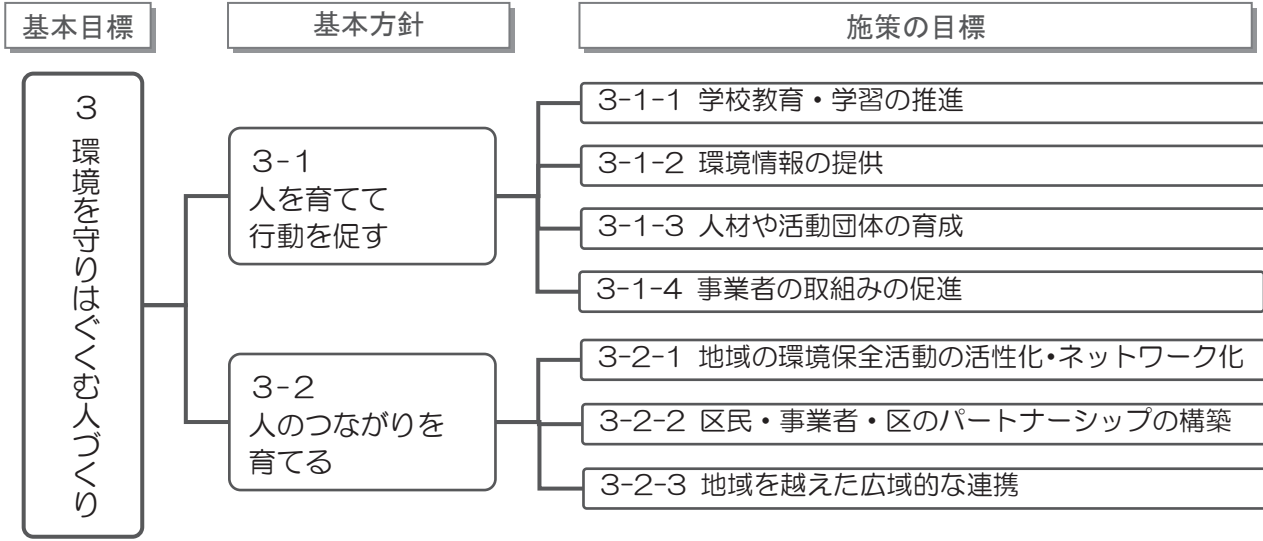 基本目標
基本方針
施策の目標
3 環境を守りはぐくむ人づくり
3-1
人を育てて
行動を促す
3-1-1 学校教育・学習の推進
3-1-2 環境情報の提供
3-1-3 人材や活動団体の育成
3-1-4 事業者の取組みの促進
3-2
人のつながりを
育てる
3-2-1 地域の環境保全活動の活性化・ネットワーク化
3-2-2 区民・事業者・区のパートナーシップの構築
3-2-3 地域を越えた広域的な連携